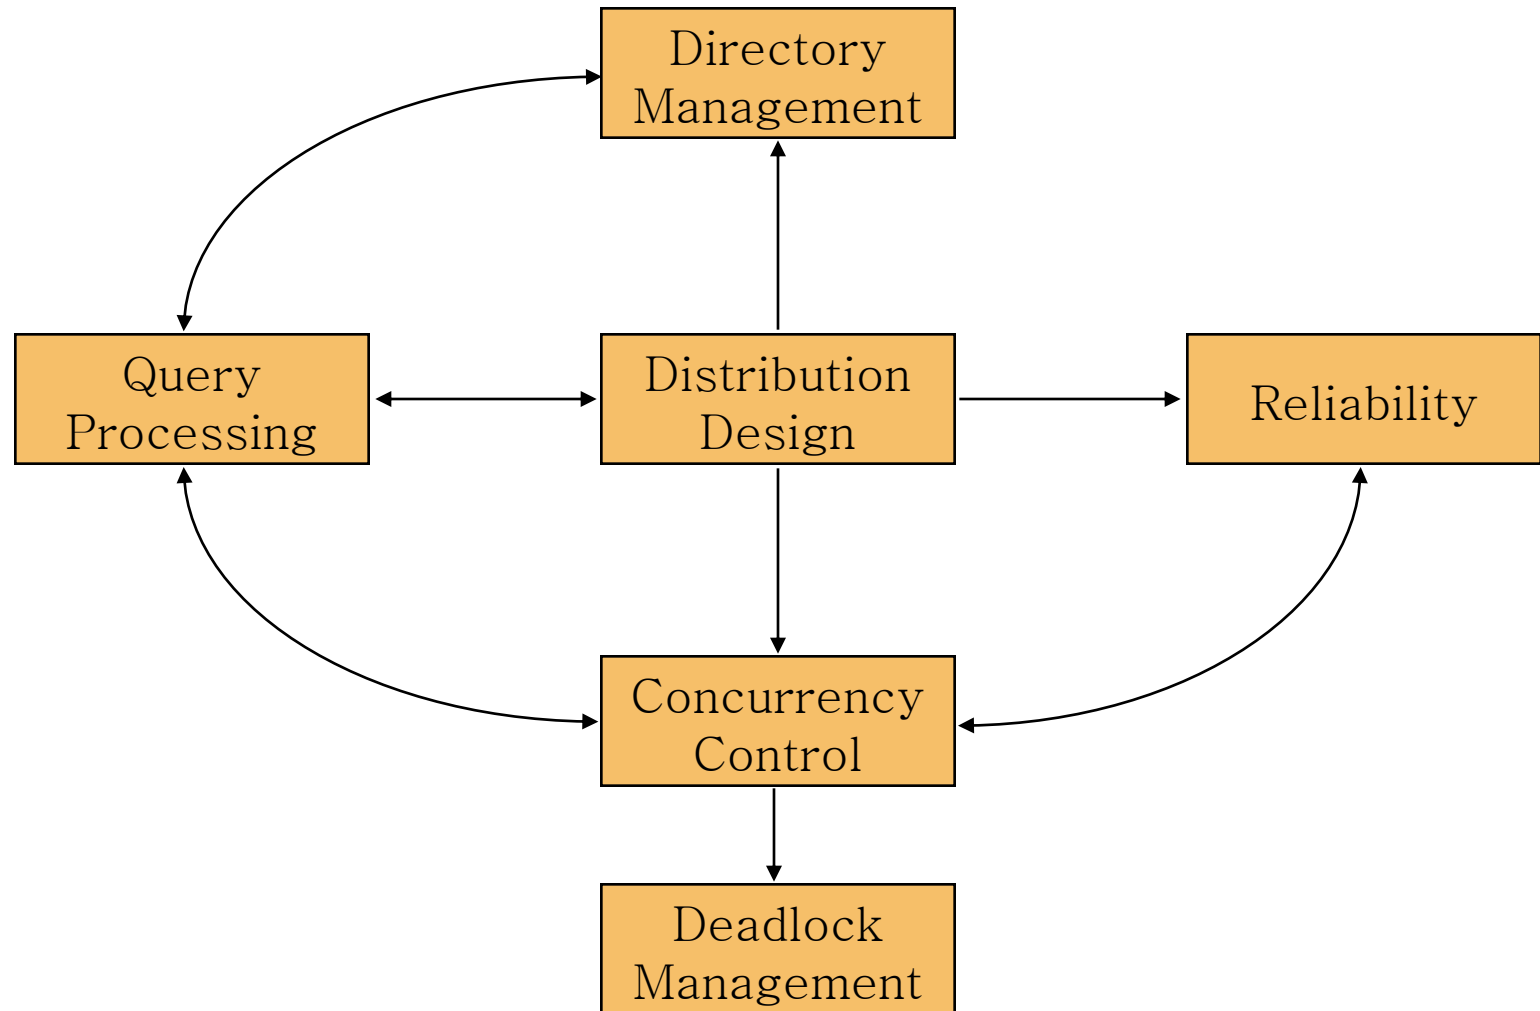 Directory
Management
Query
Processing
Distribution
Design
Reliability
Concurrency
Control
Deadlock
Management